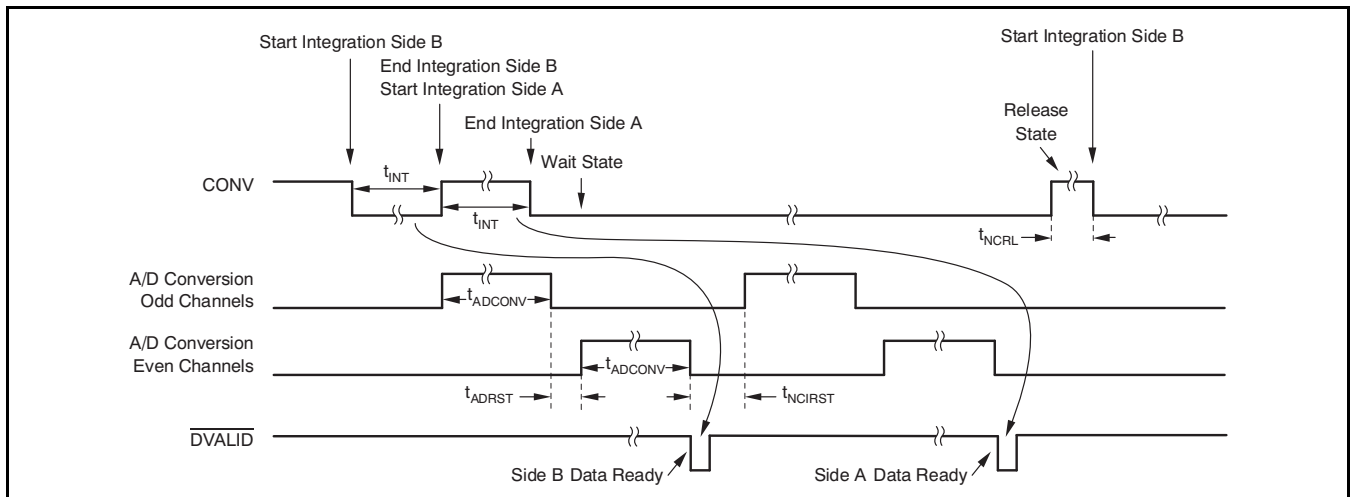 Start Integration Side B
Start Integration Side B
End Integration Side B
Start Integration Side A
Release
State
End Integration Side A
Wait State
CONV
tINT
tINT
tNCRL
A/D Conversion
Odd Channels
tADCONV
A/D Conversion
Even Channels
tADCONV
tADRST
tNCIRST
DVALID
Side B Data Ready
Side A Data Ready